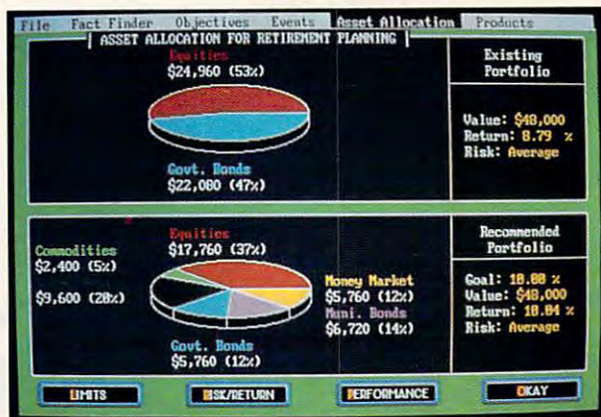 File Fact Finder Objectives Events Asset Allocation Products
ASSET ALLOCATION FOR RETIREMENT PLANNING
Equities
$24,960 (53%)
Govt. Bonds
$22,080 (47%)
Existing
Portfolio
Value: $48,000
Return: 8.79 %
Risk: Average
Equities
$17,760 (37%)
Commodities
$2,400 (5%)
$9,600 (20%)
Money Market
$5,760 (12%)
Muni. Bonds
$6,720 (14%)
Govt. Bonds
$5,760 (12%)
Recommended
Portfolio
Goal: 10.00 %
Value: $48,000
Return: 10.04 %
Risk: Average
LIMITS
RISK/RETURN
PERFORMANCE
OKAY